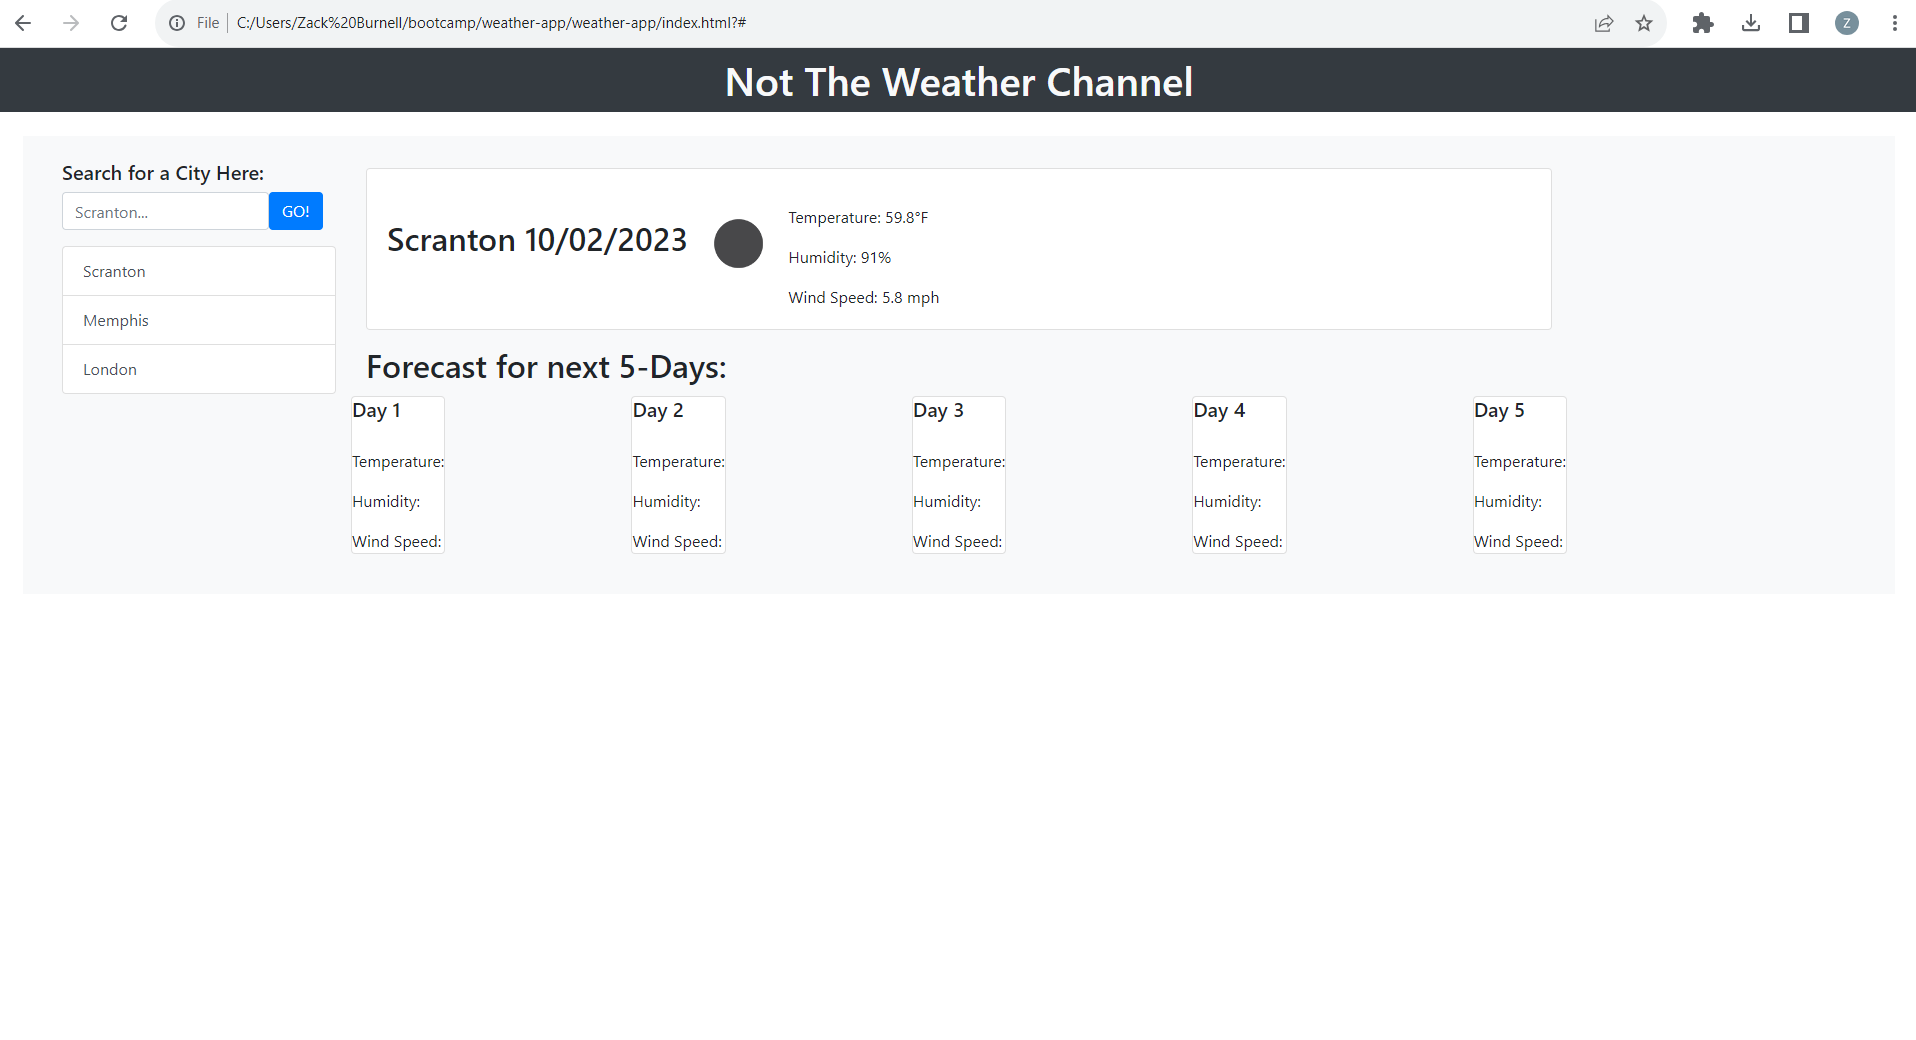 File C:/Users/Zack%20Burnell/bootcamp/weather-app/weather-app/index.html?#
Z
Not The Weather Channel
Search for a City Here:
Scranton...
GO!
Scranton
Memphis
London
Scranton 10/02/2023
Temperature: 59.8°F
Humidity: 91%
Wind Speed: 5.8 mph
Forecast for next 5-Days:
Day 1
Temperature:
Humidity:
Wind Speed:
Day 2
Temperature:
Humidity:
Wind Speed:
Day 3
Temperature:
Humidity:
Wind Speed:
Day 4
Temperature:
Humidity:
Wind Speed:
Day 5
Temperature:
Humidity:
Wind Speed: